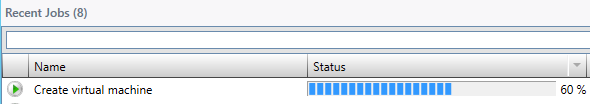 Recent Jobs (8)
Name Status
Create virtual machine 60 %